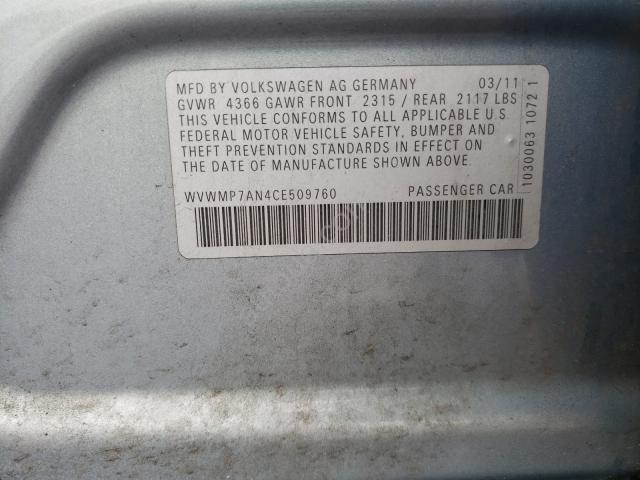 MFD BY VOLKSWAGEN AG GERMANY 03/11
GVWR 4366 GAWR FRONT 2315 / REAR 2117 LBS
THIS VEHICLE CONFORMS TO ALL APPLICABLE U.S.
FEDERAL MOTOR VEHICLE SAFETY, BUMPER AND
THEFT PREVENTION STANDARDS IN EFFECT ON
THE DATE OF MANUFACTURE SHOWN ABOVE.
WVWMP7AN4CE509760 PASSENGER CAR
1030063 1072 1